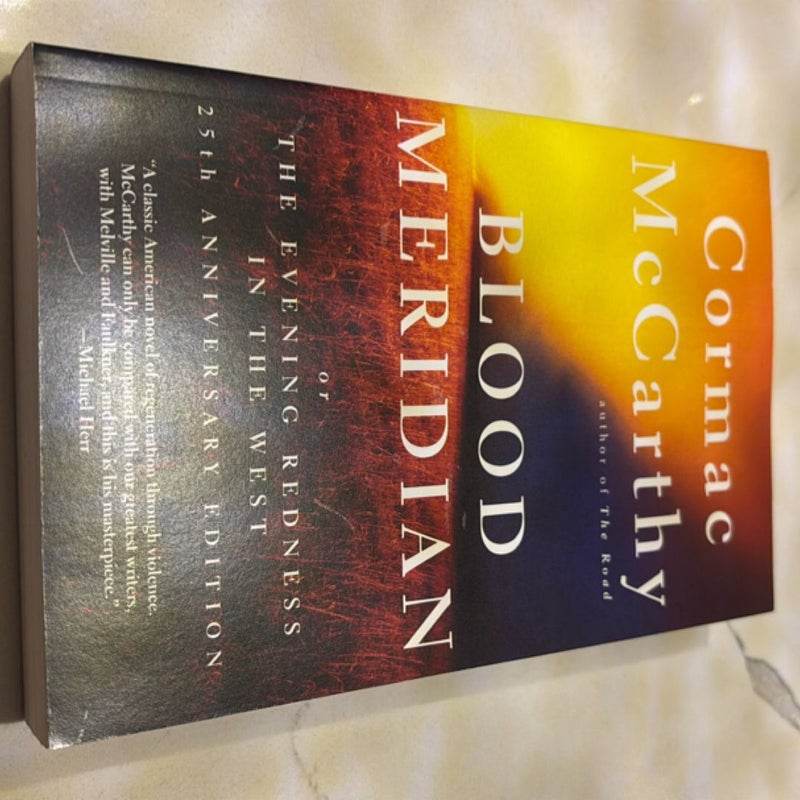 Cormac
McCarthy
author of The Road
BLOOD
MERIDIAN
or
THE EVENING REDNESS
IN THE WEST
25th ANNIVERSARY EDITION
“A classic American novel of regeneration through violence.
McCarthy can only be compared with our greatest writers,
with Melville and Faulkner, and this is his masterpiece.”
—Michael Herr